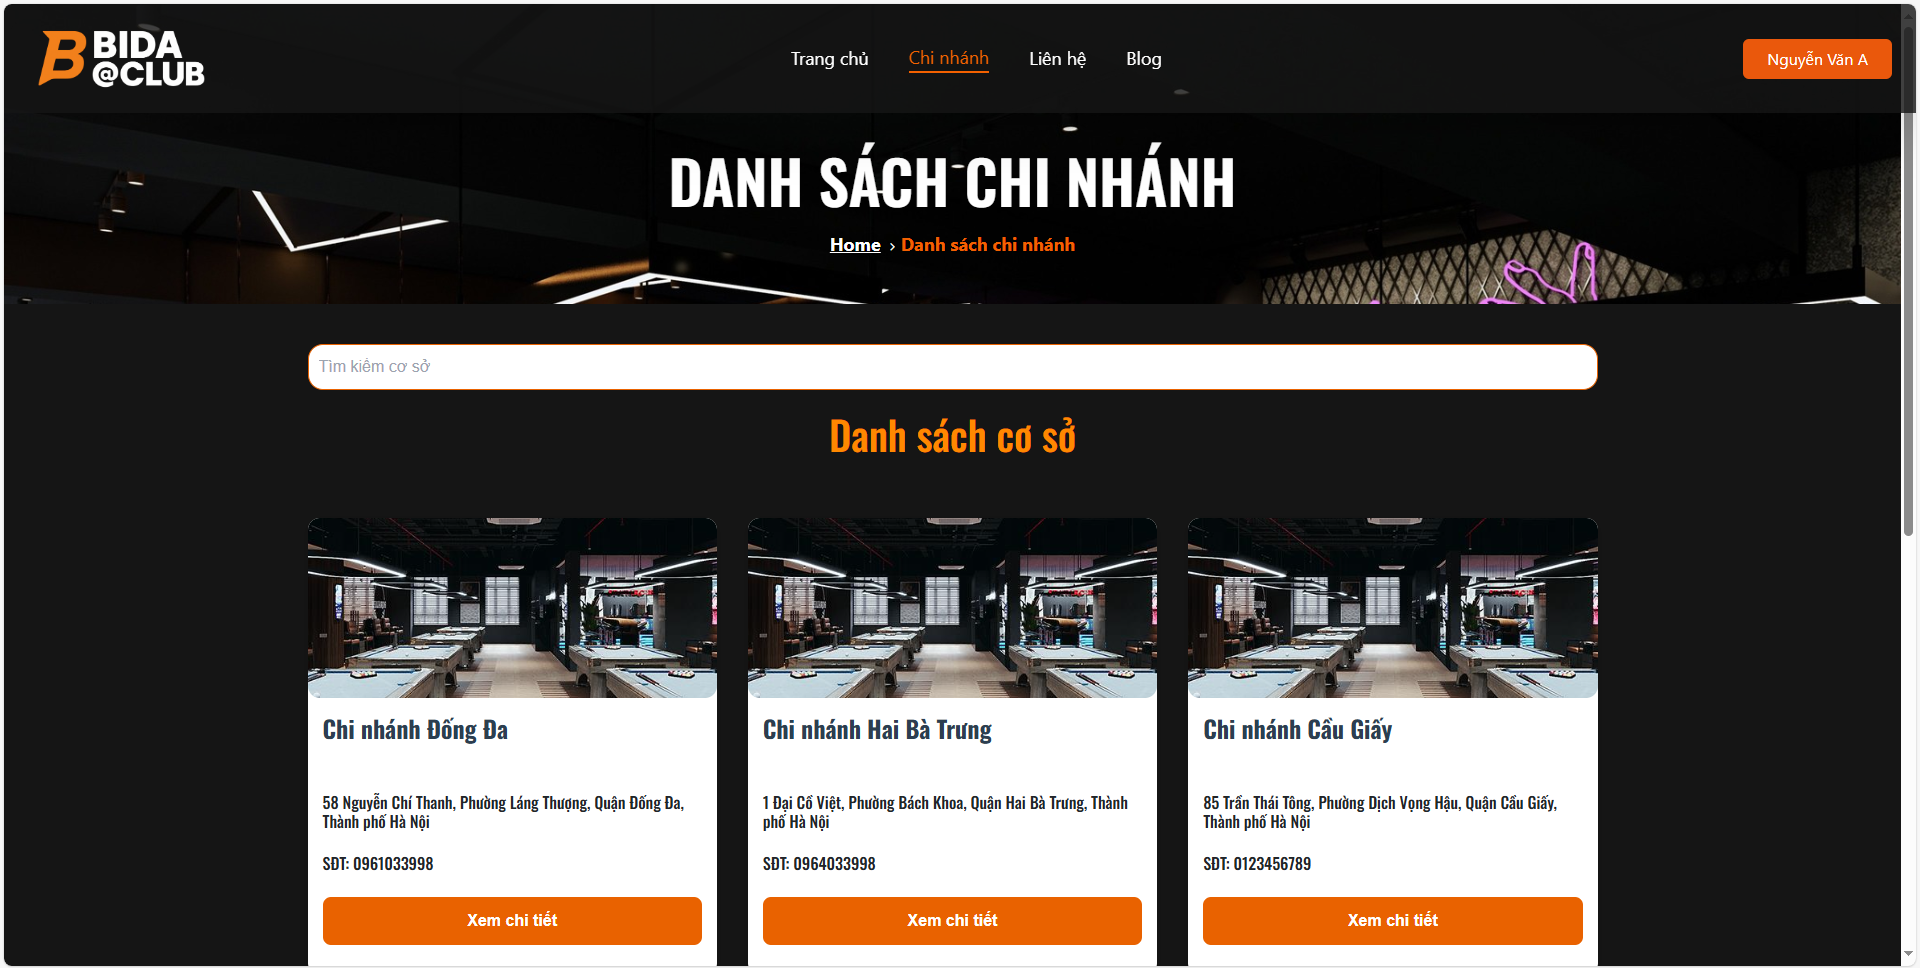 BIDA
@CLUB
Trang chủ
Chi nhánh
Liên hệ
Blog
Nguyễn Văn A
DANH SÁCH CHI NHÁNH
Home › Danh sách chi nhánh
Tìm kiếm cơ sở
Danh sách cơ sở
Chi nhánh Đống Đa
58 Nguyễn Chí Thanh, Phường Láng Thượng, Quận Đống Đa,
Thành phố Hà Nội
SĐT: 0961033998
Xem chi tiết
Chi nhánh Hai Bà Trưng
1 Đại Cồ Việt, Phường Bách Khoa, Quận Hai Bà Trưng, Thành
phố Hà Nội
SĐT: 0964033998
Xem chi tiết
Chi nhánh Cầu Giấy
85 Trần Thái Tông, Phường Dịch Vọng Hậu, Quận Cầu Giấy,
Thành phố Hà Nội
SĐT: 0123456789
Xem chi tiết